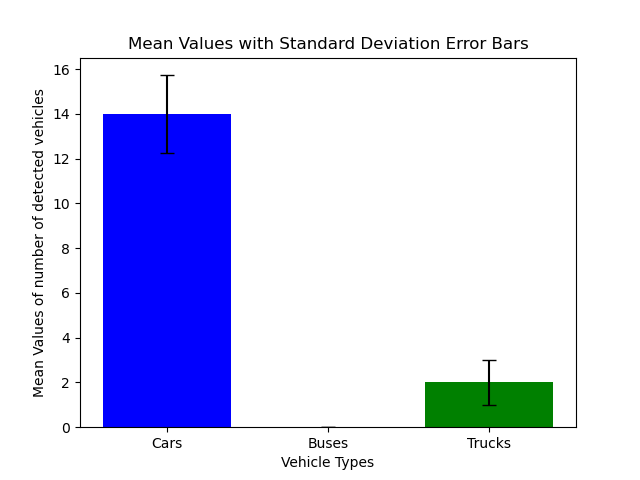 Mean Values with Standard Deviation Error Bars
Mean Values of number of detected vehicles
16
14
12
10
8
6
4
2
0
Cars
Buses
Trucks
Vehicle Types